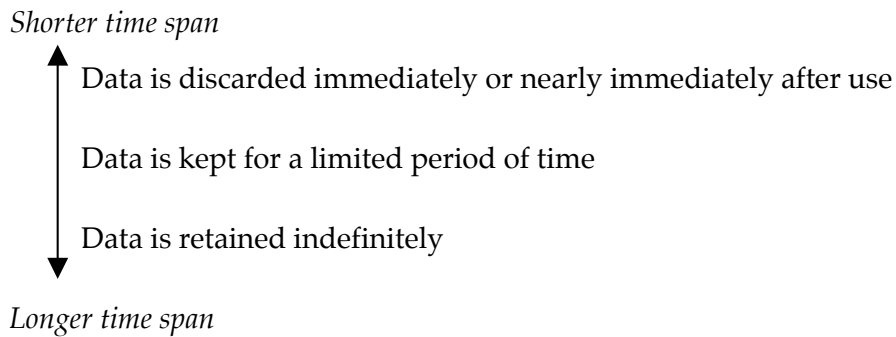 Shorter time span
Data is discarded immediately or nearly immediately after use
Data is kept for a limited period of time
Data is retained indefinitely
Longer time span